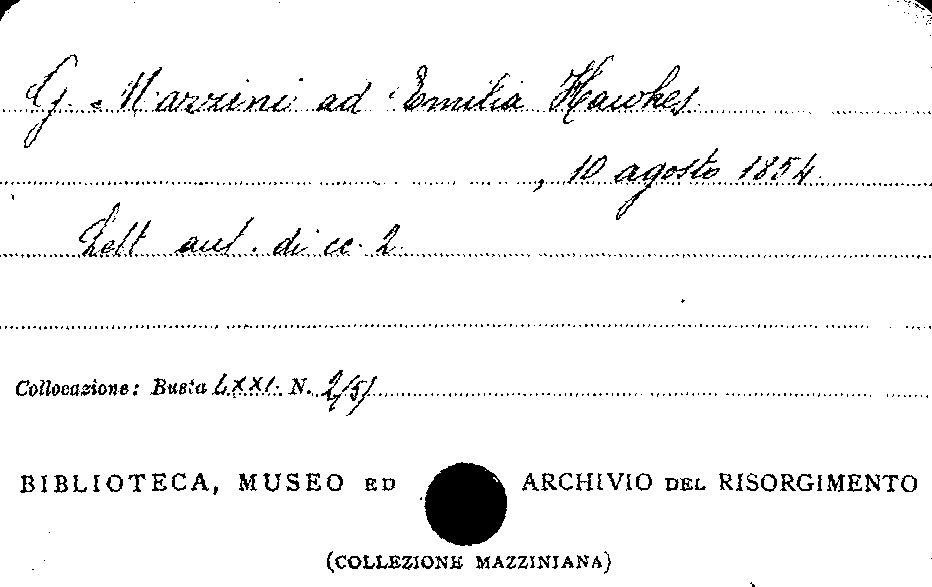 G. Mazzini ad Emilia Hawkes
, 10 agosto 1854.
Lett. aut. di cc. 2.
Collocazione: Busta LXXI. N. 2/5/
BIBLIOTECA, MUSEO ED ARCHIVIO DEL RISORGIMENTO
(COLLEZIONE MAZZINIANA)